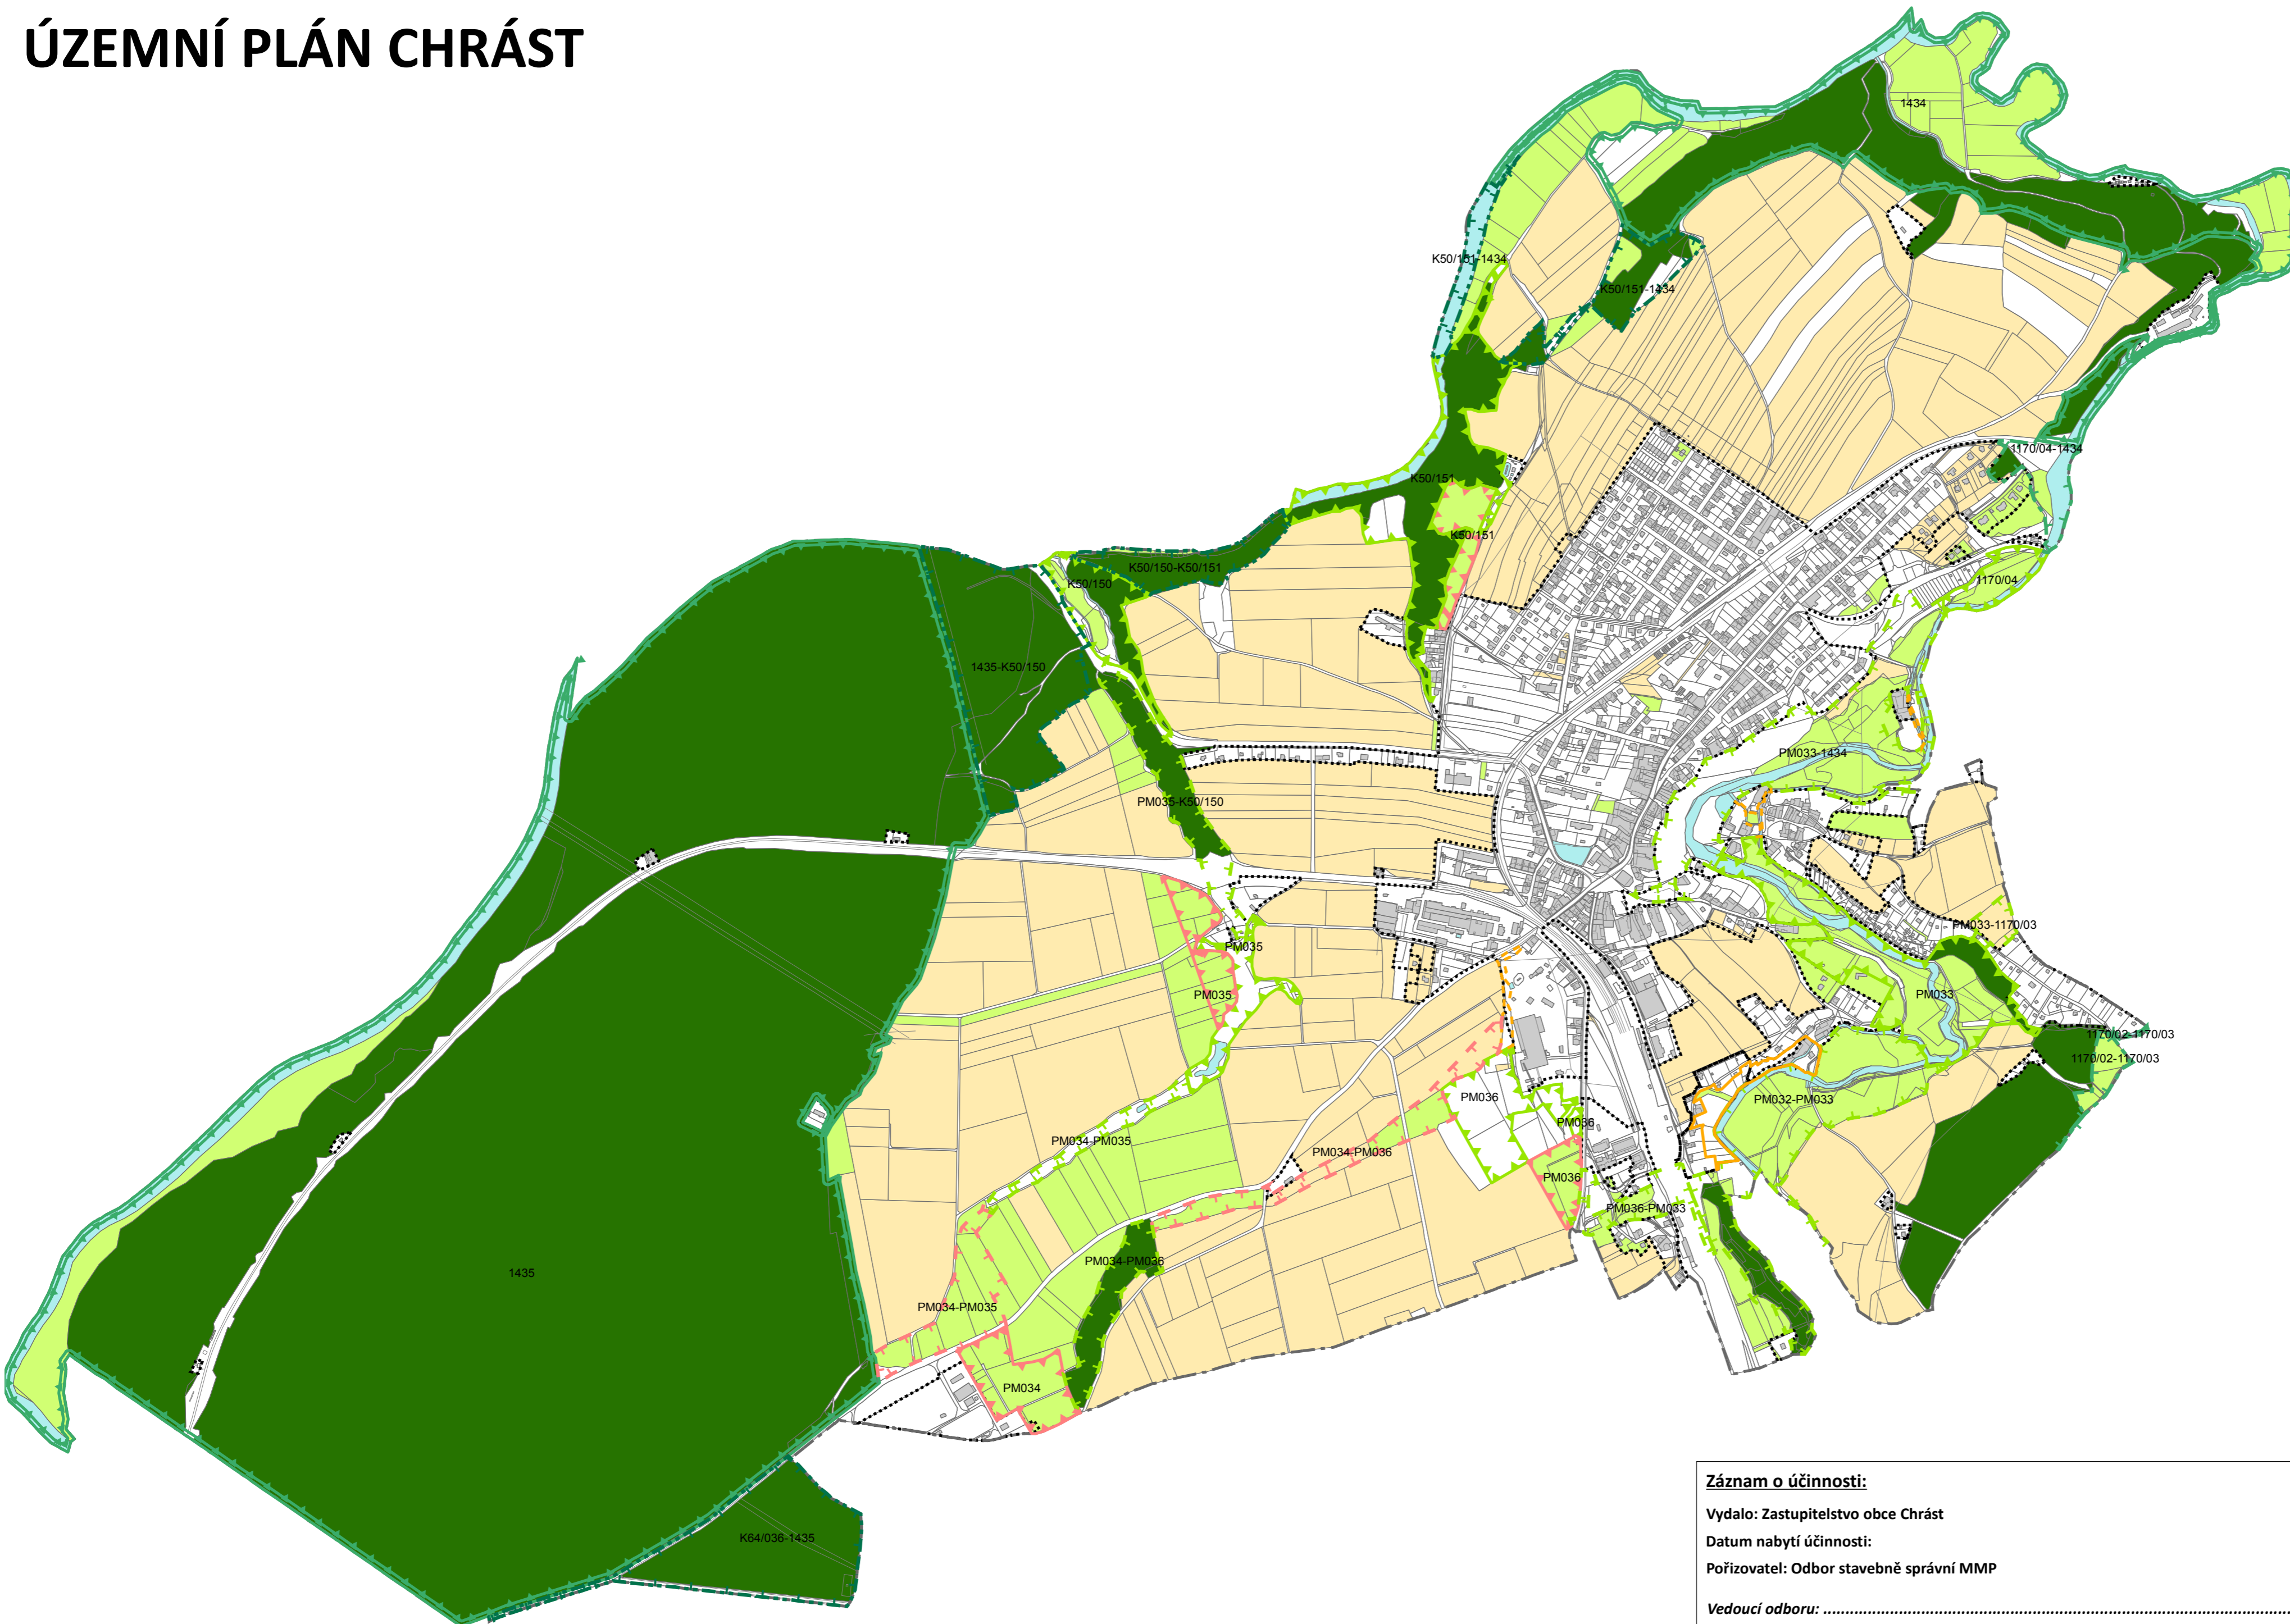 ÚZEMNÍ PLÁN CHRÁST
1434
K50/151-1434
K50/151-1434
1170/04-1434
K50/151
K50/151
K50/150-K50/151
K50/150
1170/04
1435-K50/150
PM033-1434
PM035-K50/150
PM033-1170/03
PM035
PM035
PM033
1170/02-1170/03
1170/02-1170/03
PM036
PM032-PM033
PM036
PM034-PM035
PM034-PM036
PM036
PM036-PM033
PM034-PM036
1435
PM034-PM035
PM034
K64/036-1435
Záznam o účinnosti:
Vydalo: Zastupitelstvo obce Chrást
Datum nabytí účinnosti:
Pořizovatel: Odbor stavebně správní MMP
Vedoucí odboru: ........................................................................................................